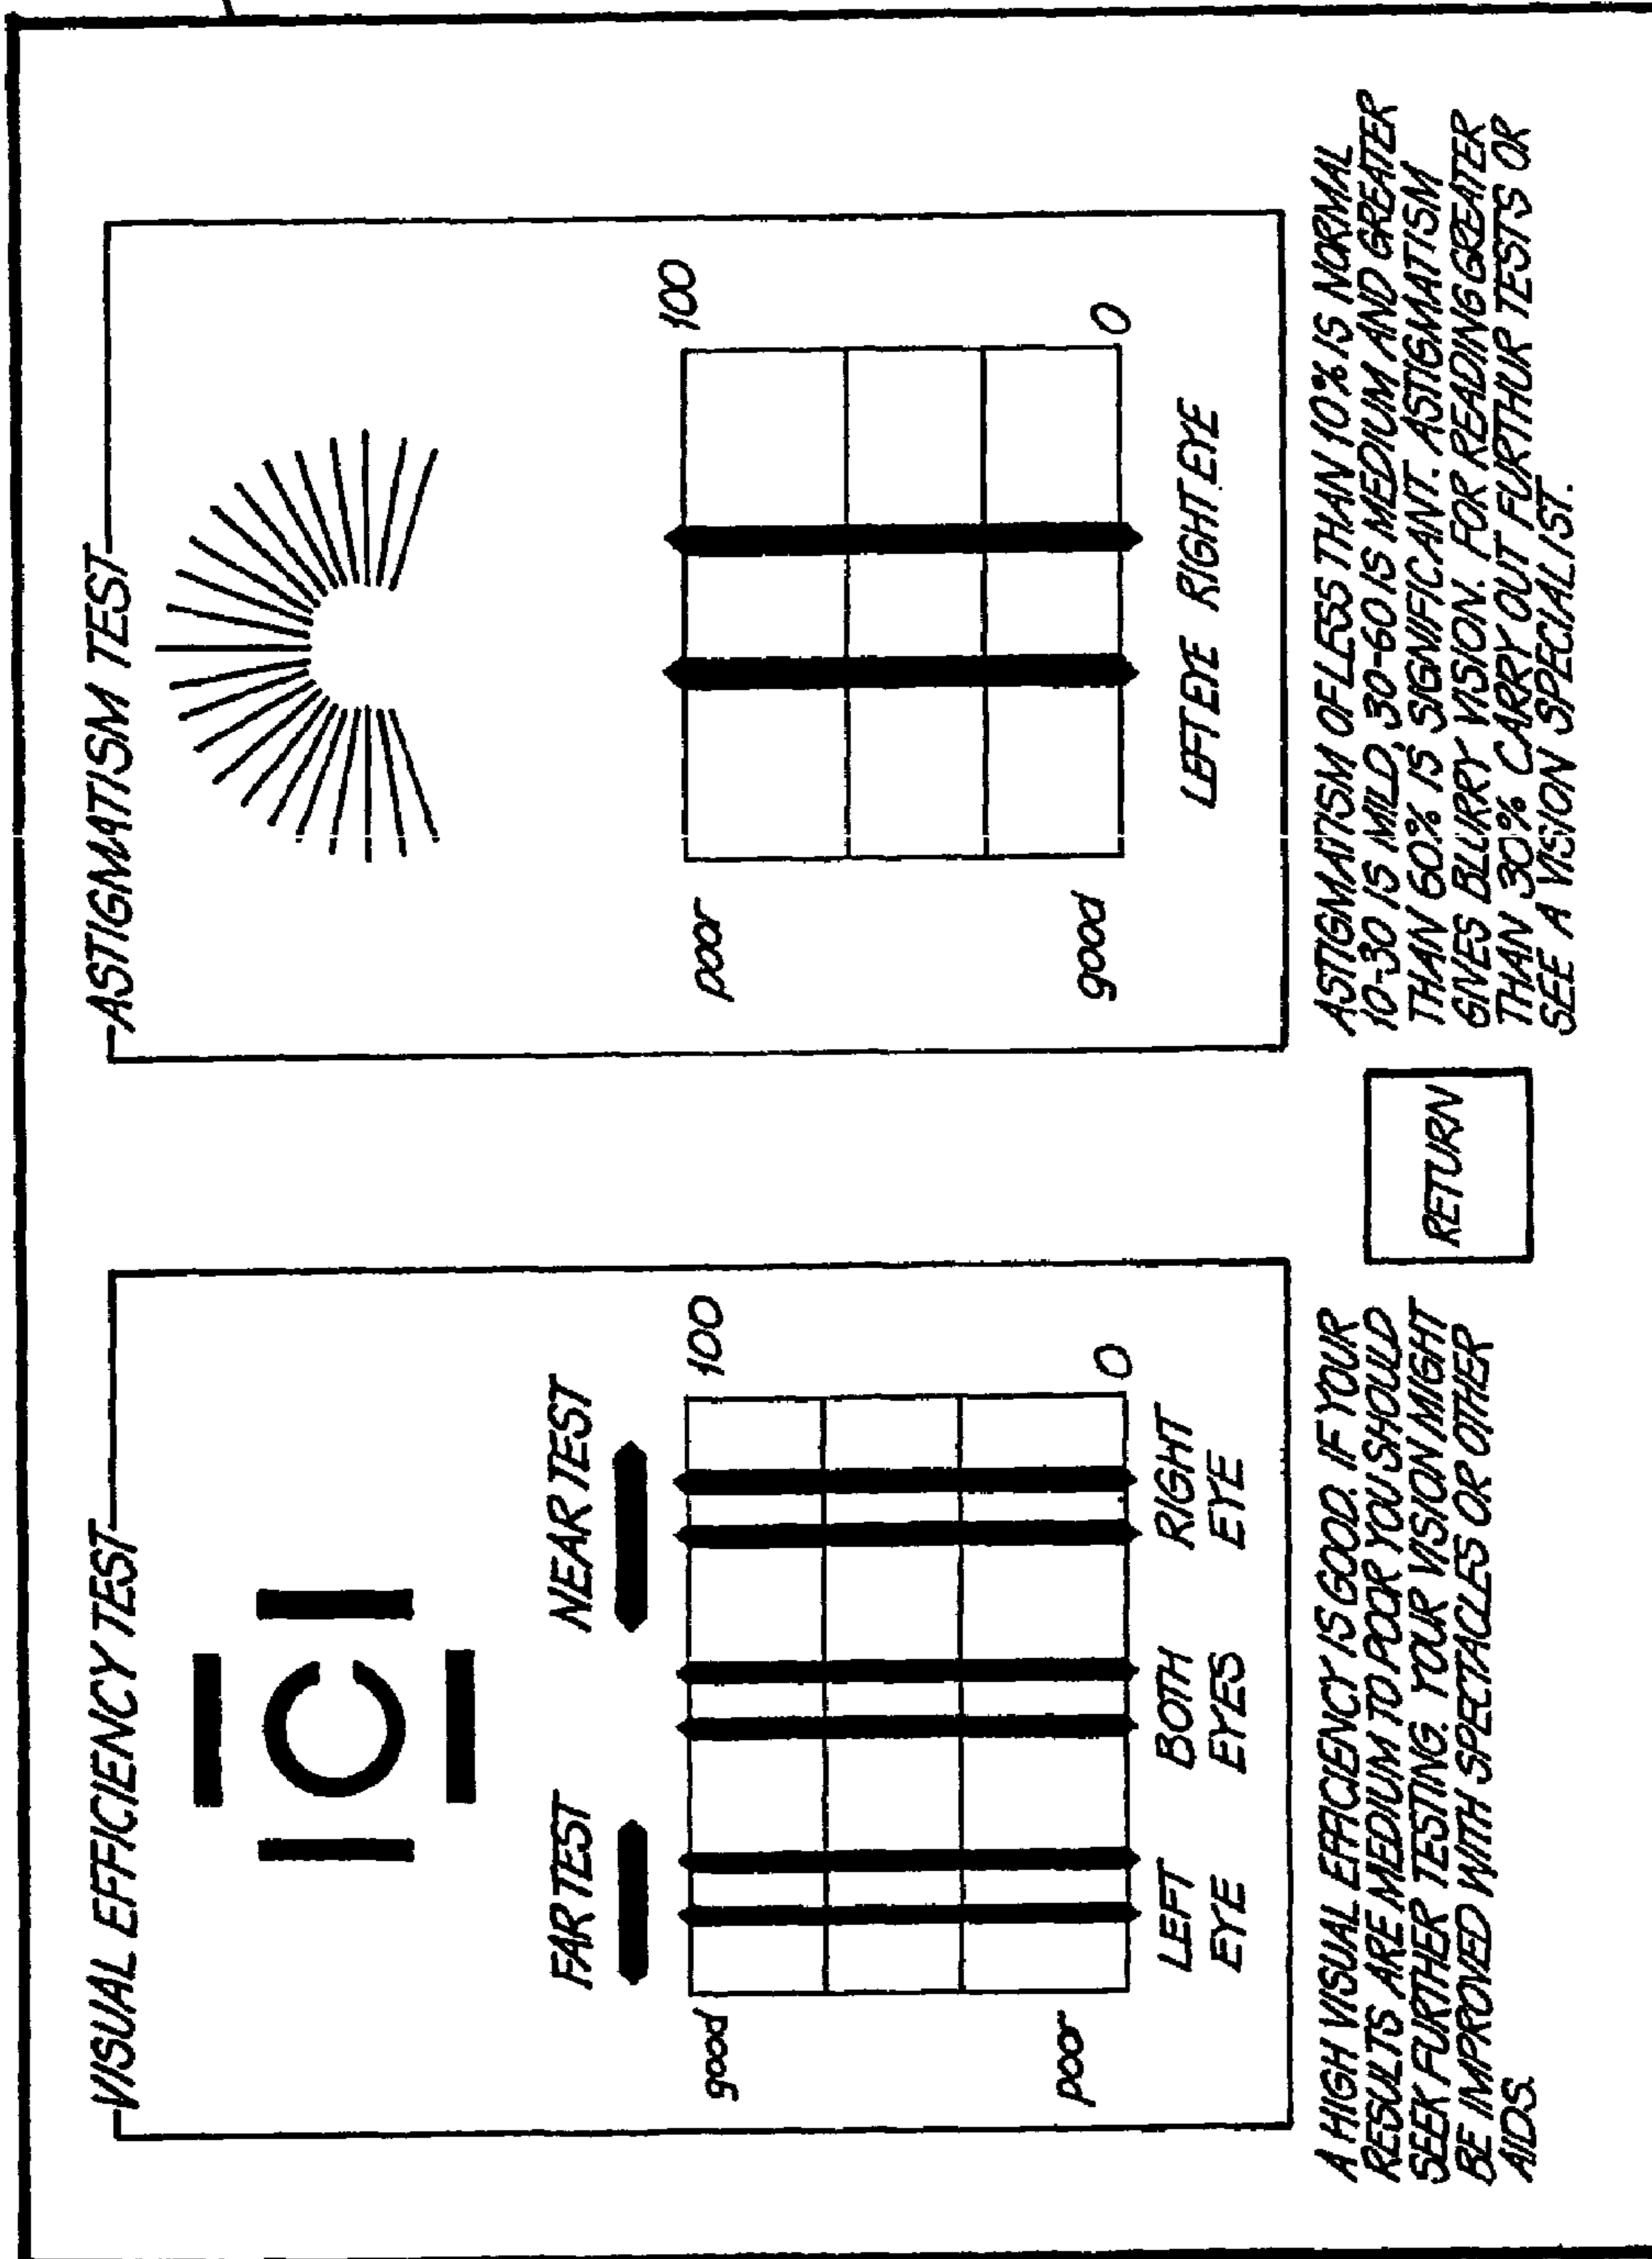 VISUAL EFFICIENCY TEST
FAR TEST
NEAR TEST
good
100
poor
0
LEFT EYE
BOTH EYES
RIGHT EYE
A HIGH VISUAL EFFICIENCY IS GOOD. IF YOUR
RESULTS ARE MEDIUM TO POOR YOU SHOULD
SEEK FURTHER TESTING. YOUR VISION MIGHT
BE IMPROVED WITH SPECTACLES OR OTHER
AIDS.
RETURN
ASTIGMATISM TEST
poor
100
good
0
LEFT EYE RIGHT EYE
ASTIGMATISM OF LESS THAN 10% IS NORMAL
10-30 IS MILD, 30-60 IS MEDIUM AND GREATER
THAN 60% IS SIGNIFICANT. ASTIGMATISM
GIVES BLURRY VISION. FOR READING GREATER
THAN 30% CARRY OUT FURTHUR TESTS OR
SEE A VISION SPECIALIST.